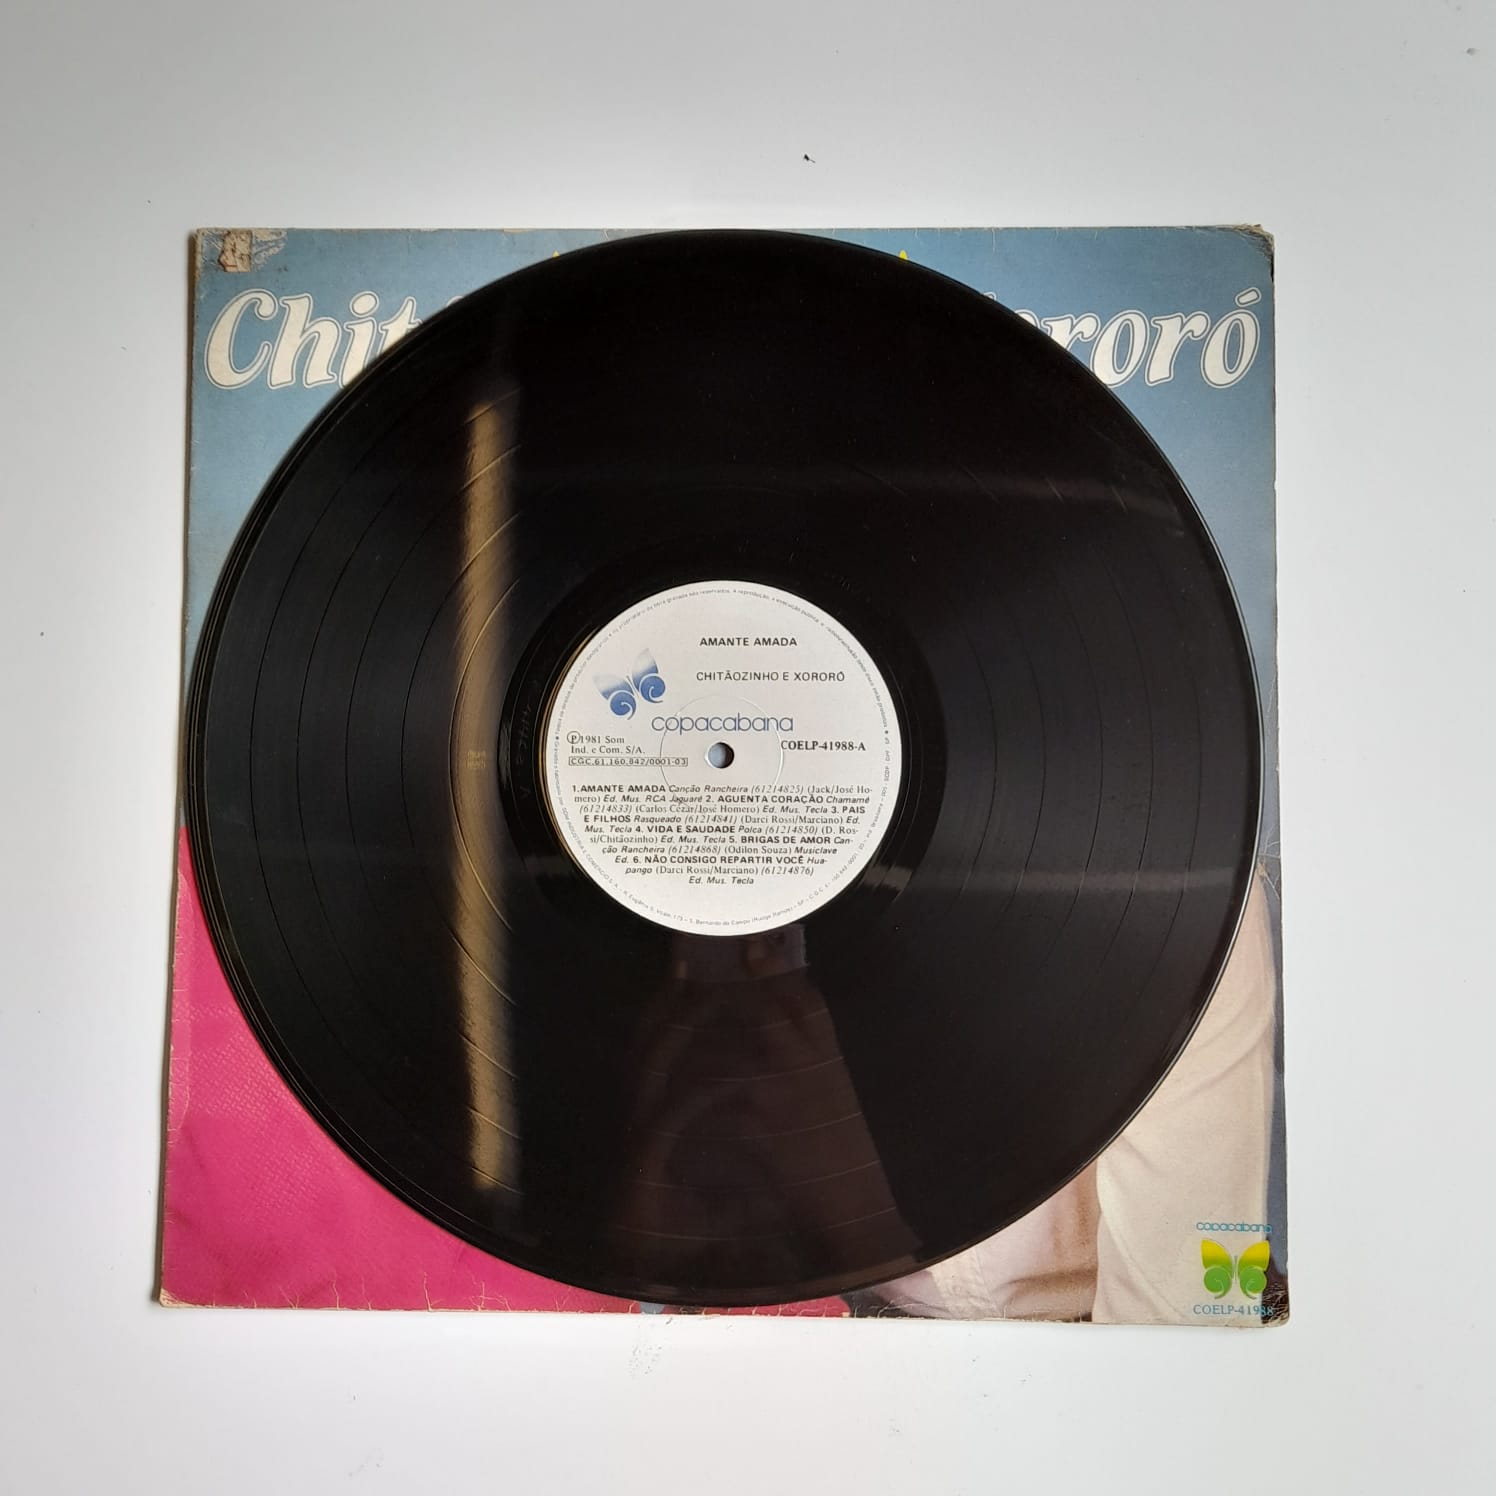 Chit
roró
AMANTE AMADA
CHITÃOZINHO E XORORÓ
copacabana
Ⓟ1981 Som
Ind. e Com. S/A.
COELP-41988-A
CGC.61.160.842/0001-03
1.AMANTE AMADA Canção Rancheira (61214825) (Jack/José Ho-
mero) Ed. Mus. RCA Jaguaré 2. AGUENTA CORAÇÃO Chamamé
(61214833) (Carlos Cézar/José Homero) Ed. Mus. Tecla 3. PAIS
E FILHOS Rasqueado (61214841) (Darci Rossi/Marciano) Ed.
Mus. Tecla 4. VIDA E SAUDADE Polca (61214850) (D. Ros-
si/Chitãozinho) Ed. Mus. Tecla 5. BRIGAS DE AMOR Can-
ção Rancheira (61214868) (Odilon Souza) Musiclave
Ed. 6. NÃO CONSIGO REPARTIR VOCÊ Hua-
pango (Darci Rossi/Marciano) (61214876)
Ed. Mus. Tecla
copacabana
COELP-41988